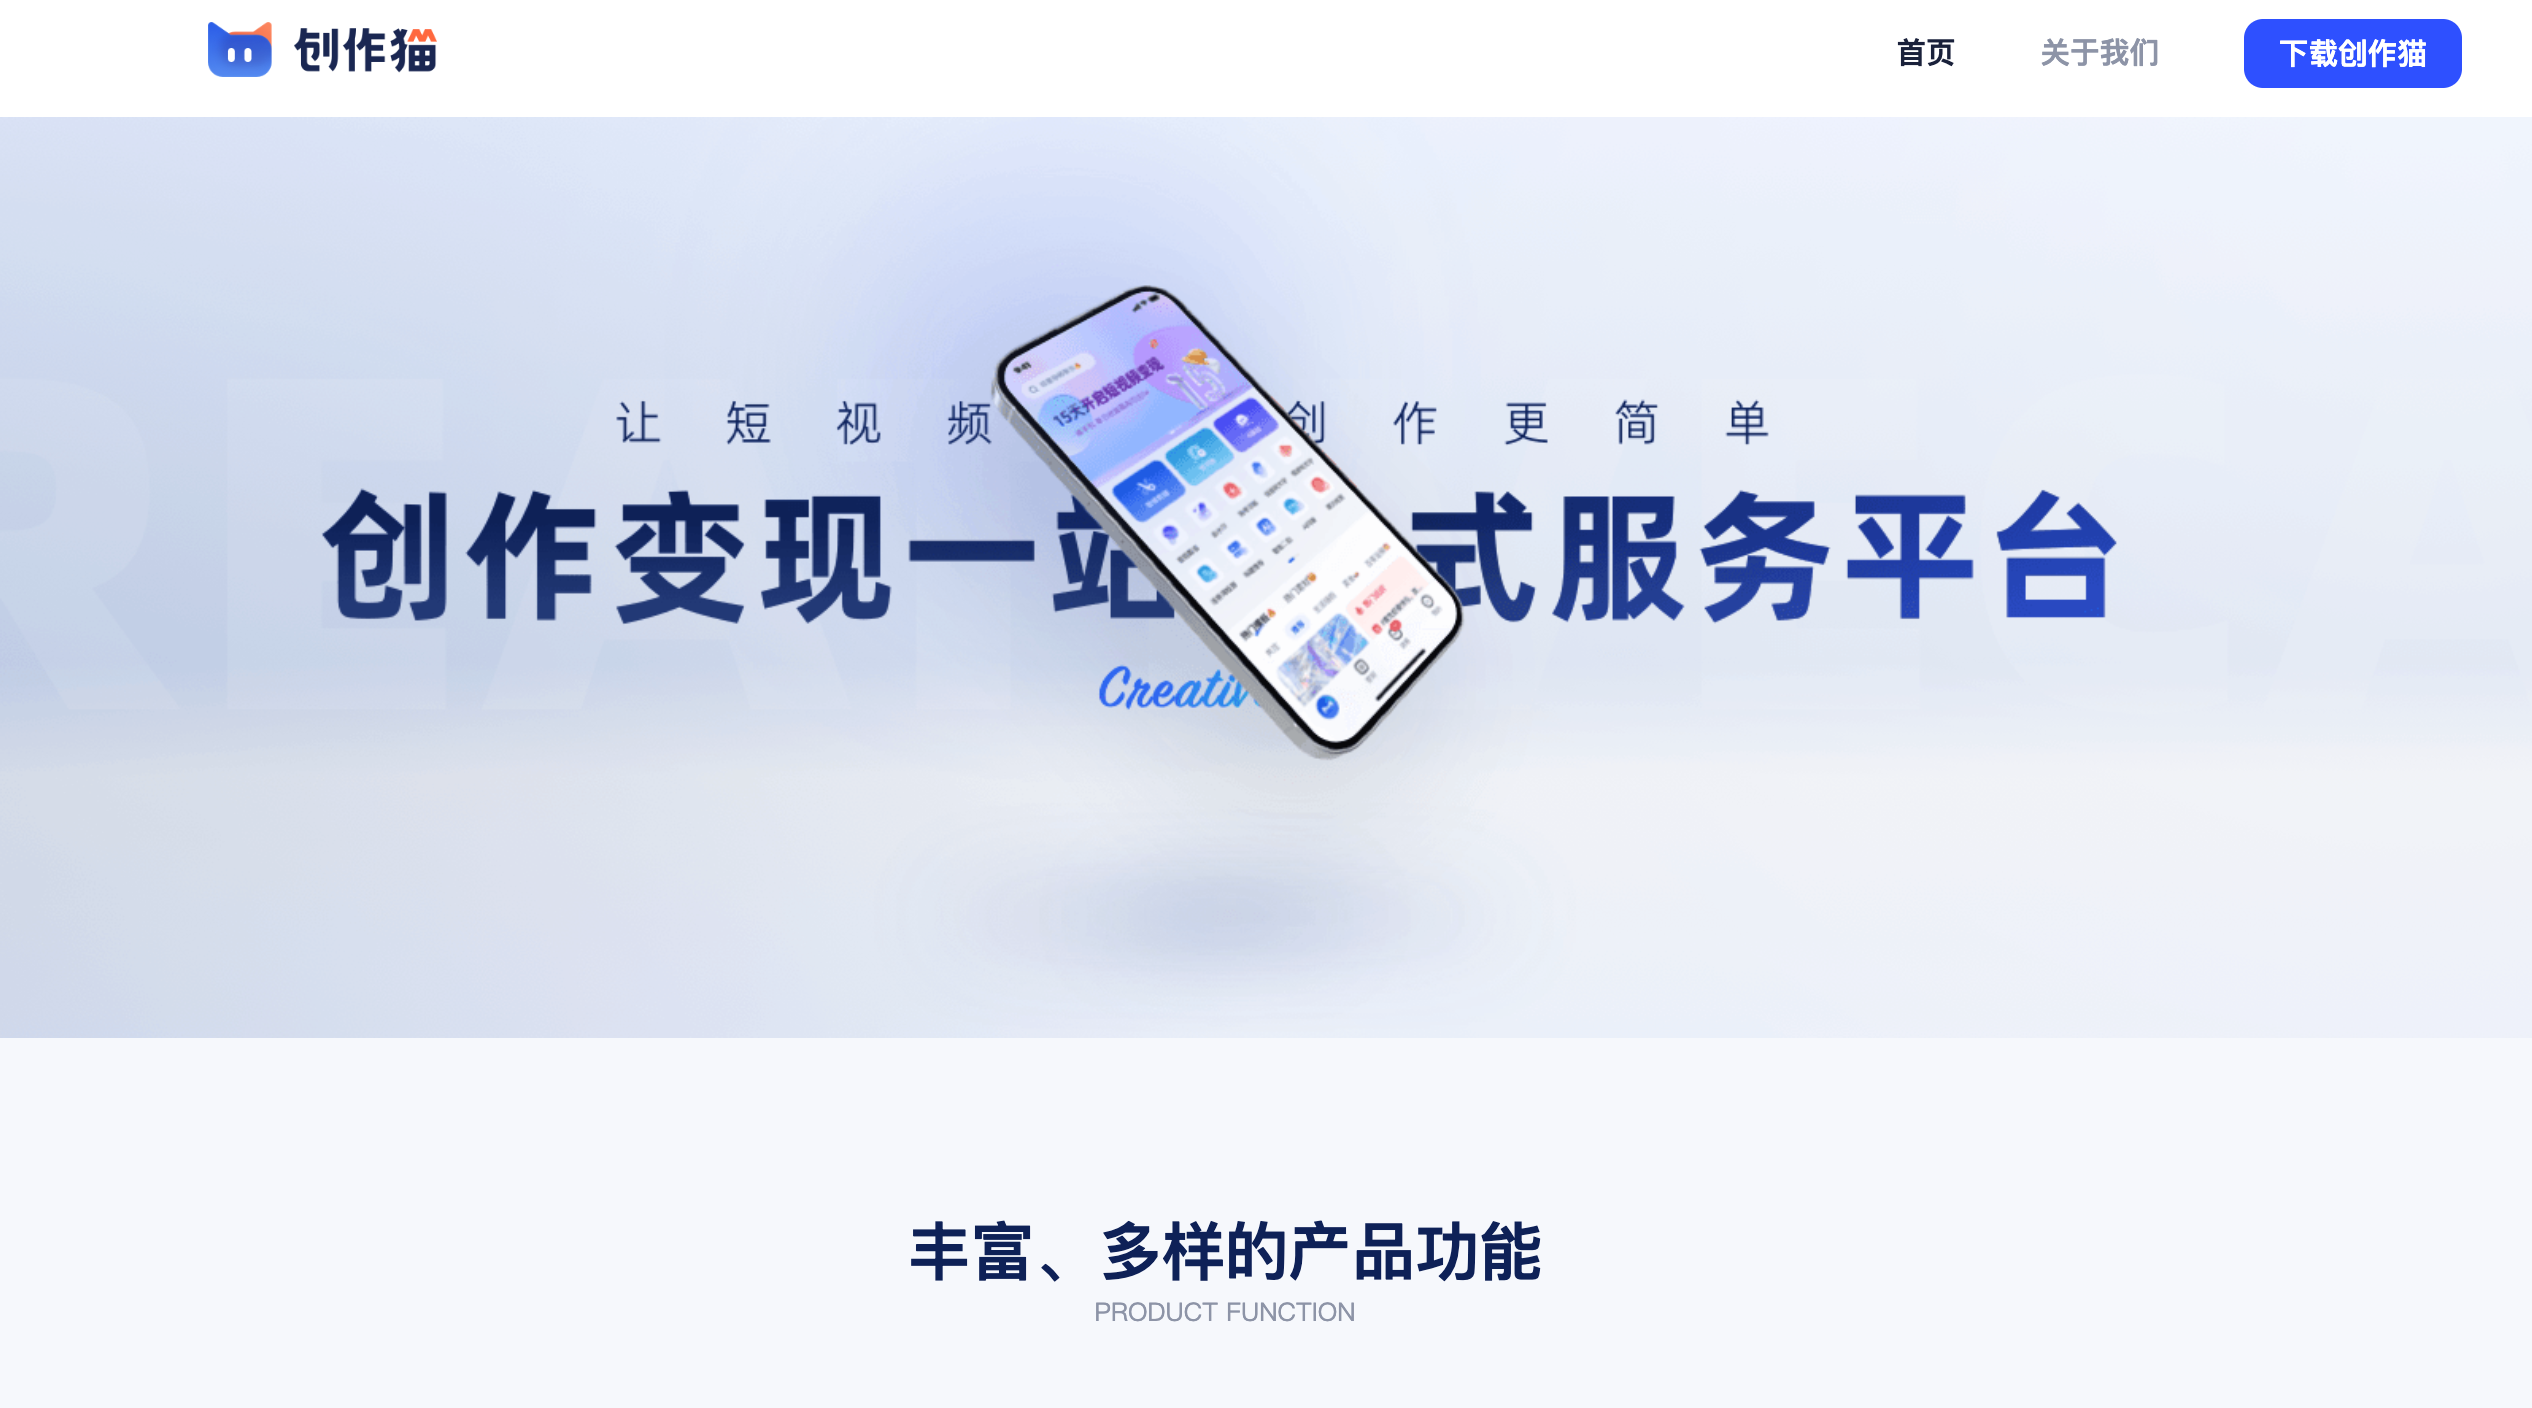 创作猫
首页
关于我们
下载创作猫
让短视频创作更简单
创作变现一站式服务平台
15天开启短视频变现
Creativ
丰富、多样的产品功能
PRODUCT FUNCTION